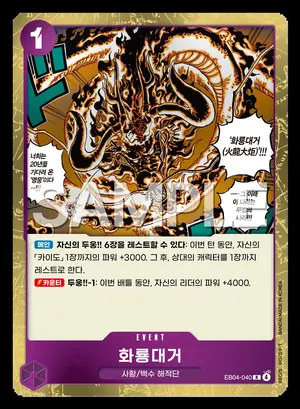 1
너희는
20년을
기다려 온
'영웅'이다
'화룡대거
(火龍大炬)'!!!
SAMPLE
메인 자신의 두웅!! 6장을 레스트할 수 있다: 이번 턴 동안, 자신의
「카이도」 1장까지의 파워 +3000. 그 후, 상대의 캐릭터를 1장까지
레스트로 한다.
카운터 두웅!!-1: 이번 배틀 동안, 자신의 리더의 파워 +4000.
EVENT
화룡대거
사황/백수 해적단
EB04-040 R